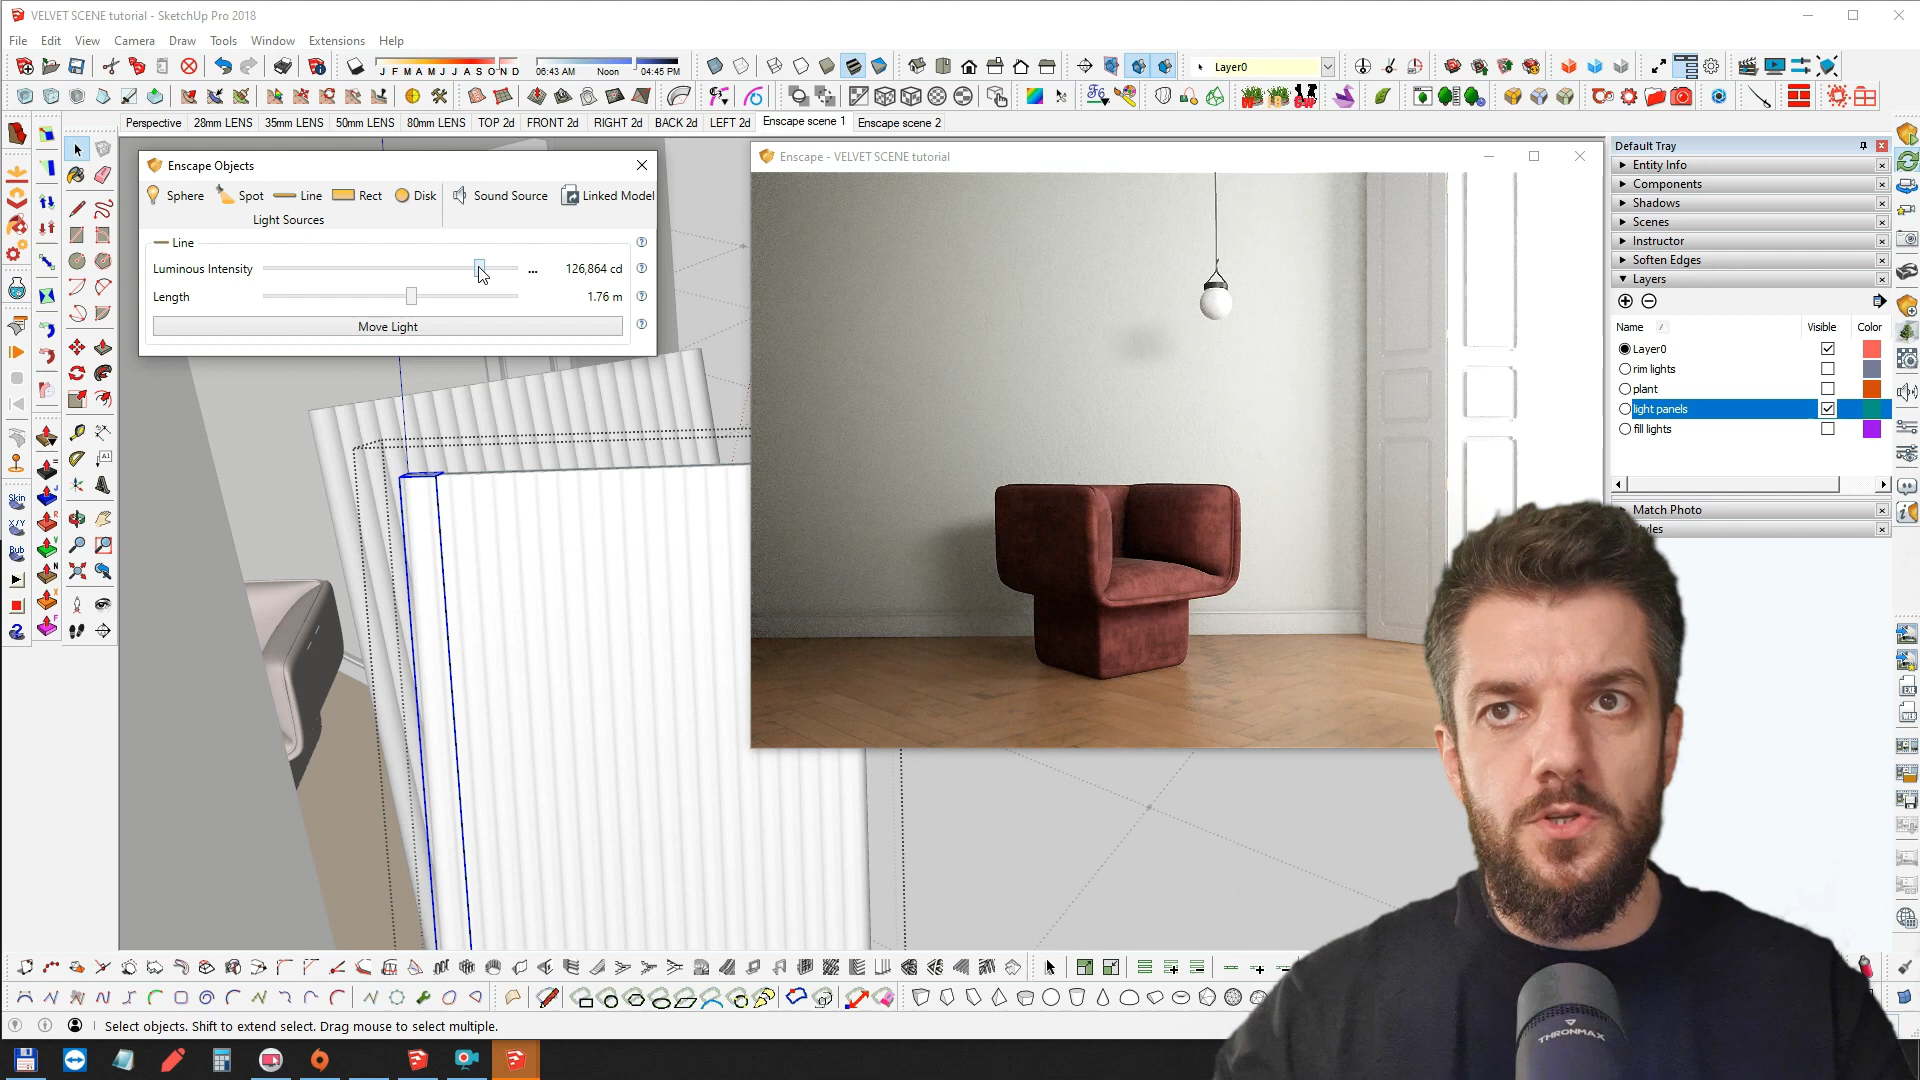 VELVET SCENE tutorial - SketchUp Pro 2018
File Edit View Camera Draw Tools Window Extensions Help
J F M A M J J A S O N D 06:43 AM Noon 04:45 PM Layer0
Perspective 28mm LENS 35mm LENS 50mm LENS 80mm LENS TOP 2d FRONT 2d RIGHT 2d BACK 2d LEFT 2d Enscape scene 1 Enscape scene 2
Enscape Objects
Sphere Spot Line Rect Disk Sound Source Linked Model
Light Sources
Line
Luminous Intensity ... 126,864 cd
Length 1.76 m
Move Light
Enscape - VELVET SCENE tutorial
Default Tray
Entity Info
Components
Shadows
Scenes
Instructor
Soften Edges
Layers
Name Visible Color
Layer0
rim lights
plant
light panels
fill lights
Match Photo
Skin
X/Y
Bub
THRONMAX
Select objects. Shift to extend select. Drag mouse to select multiple.